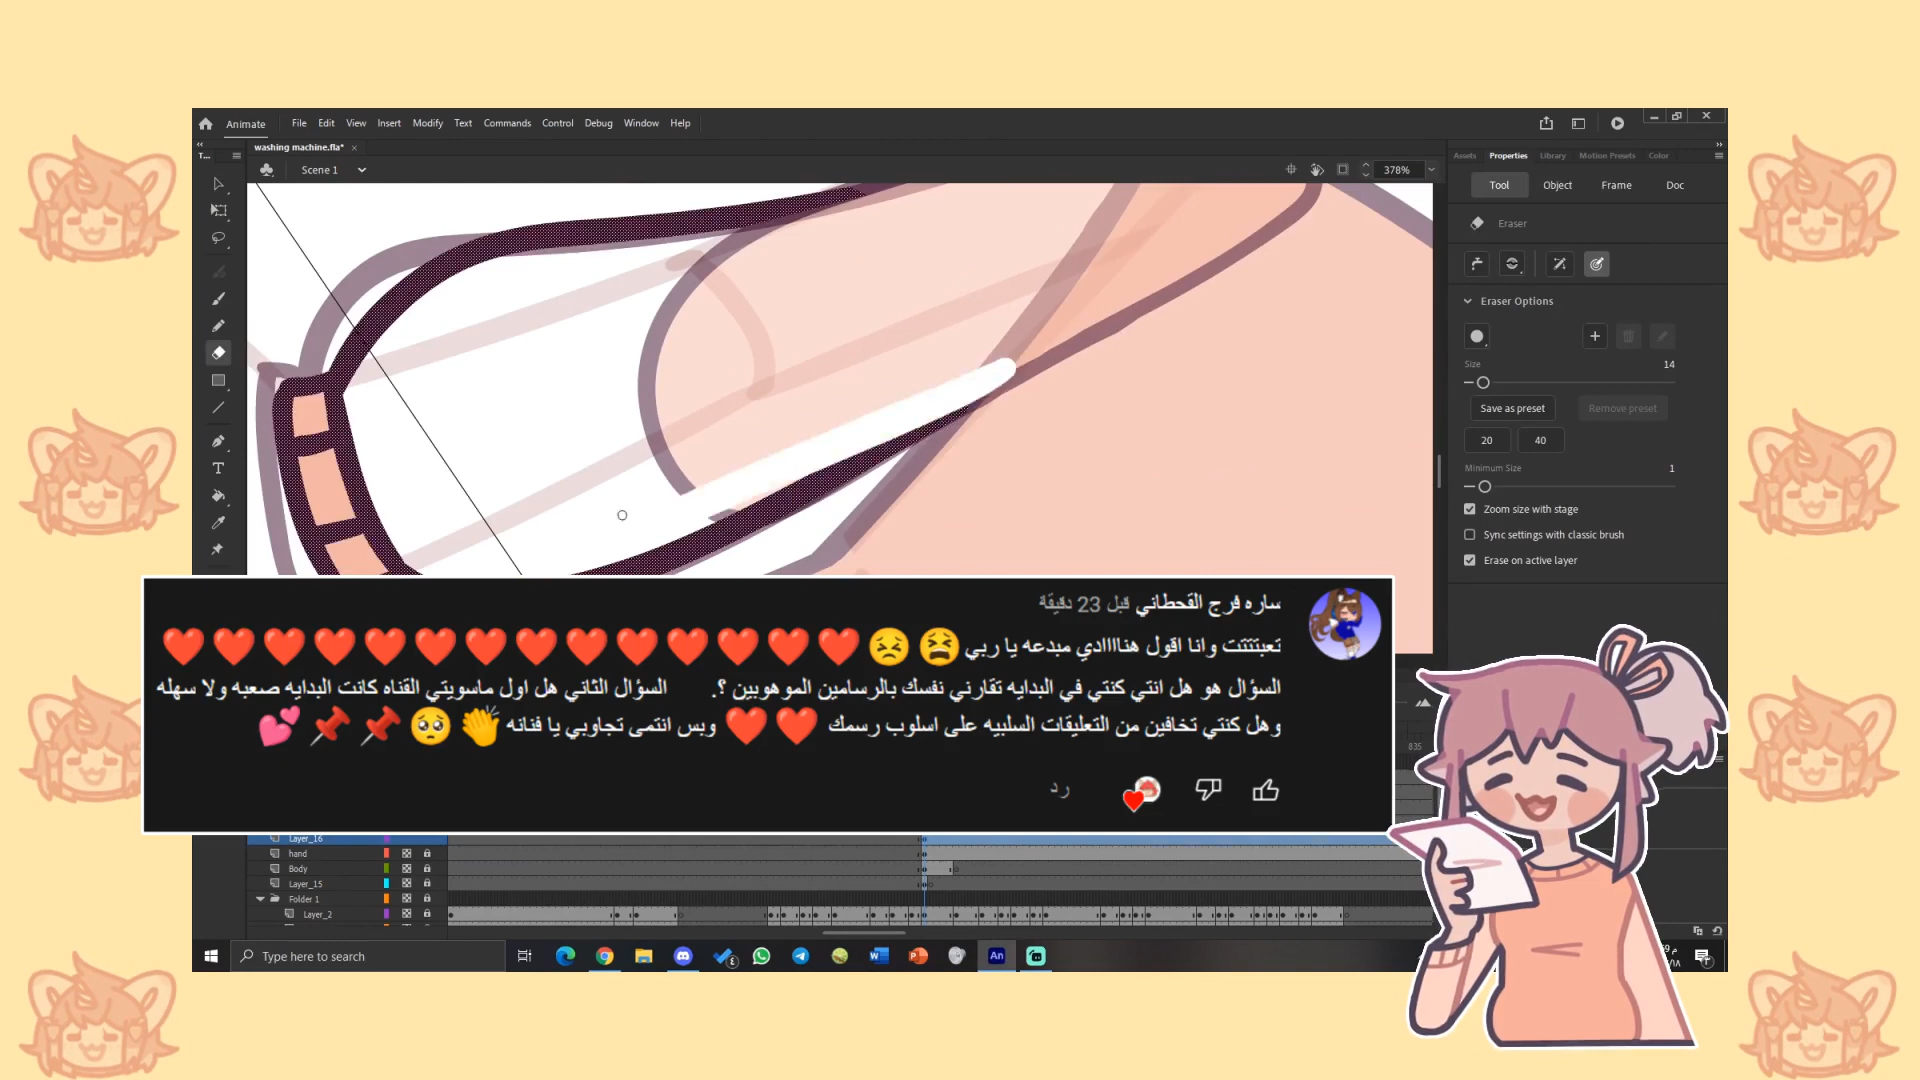 Animate File Edit View Insert Modify Text Commands Control Debug Window Help
washing machine.fla*
T...
Scene 1
378%
Assets Properties Library Motion Presets Color
Tool Object Frame Doc
Eraser
Eraser Options
Size 14
Save as preset Remove preset
20 40
Minimum Size 1
Zoom size with stage
Sync settings with classic brush
Erase on active layer
ساره فرج القحطاني قبل 23 دقيقة
تعبتتتت وانا اقول هناااادي مبدعه يا ربي 😫😣❤️❤️❤️❤️❤️❤️❤️❤️❤️❤️❤️❤️❤️❤️
السؤال هو هل انتي كنتي في البدايه تقارني نفسك بالرسامين الموهوبين ؟. السؤال الثاني هل اول ماسويتي القناه كانت البدايه صعبه ولا سهله
وهل كنتي تخافين من التعليقات السلبيه على اسلوب رسمك ❤️❤️ وبس انتمى تجاوبي يا فنانه 👏🥺📌📌💕
رد
835
Layer_16
hand
Body
Layer_15
Folder 1
Layer_2
Type here to search